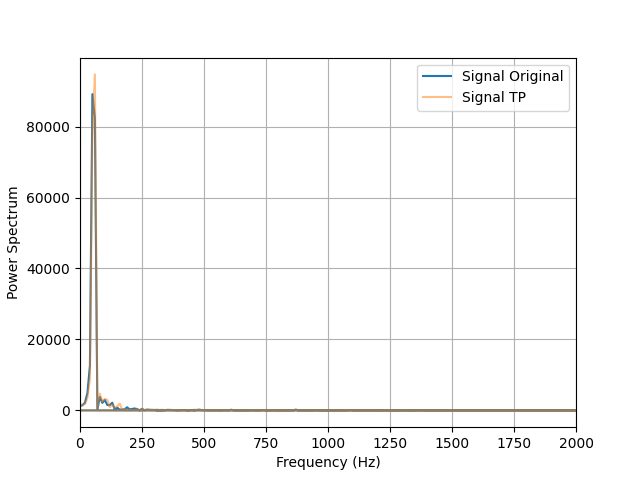 Signal Original
Signal TP
80000
60000
40000
20000
0
Power Spectrum
0 250 500 750 1000 1250 1500 1750 2000
Frequency (Hz)